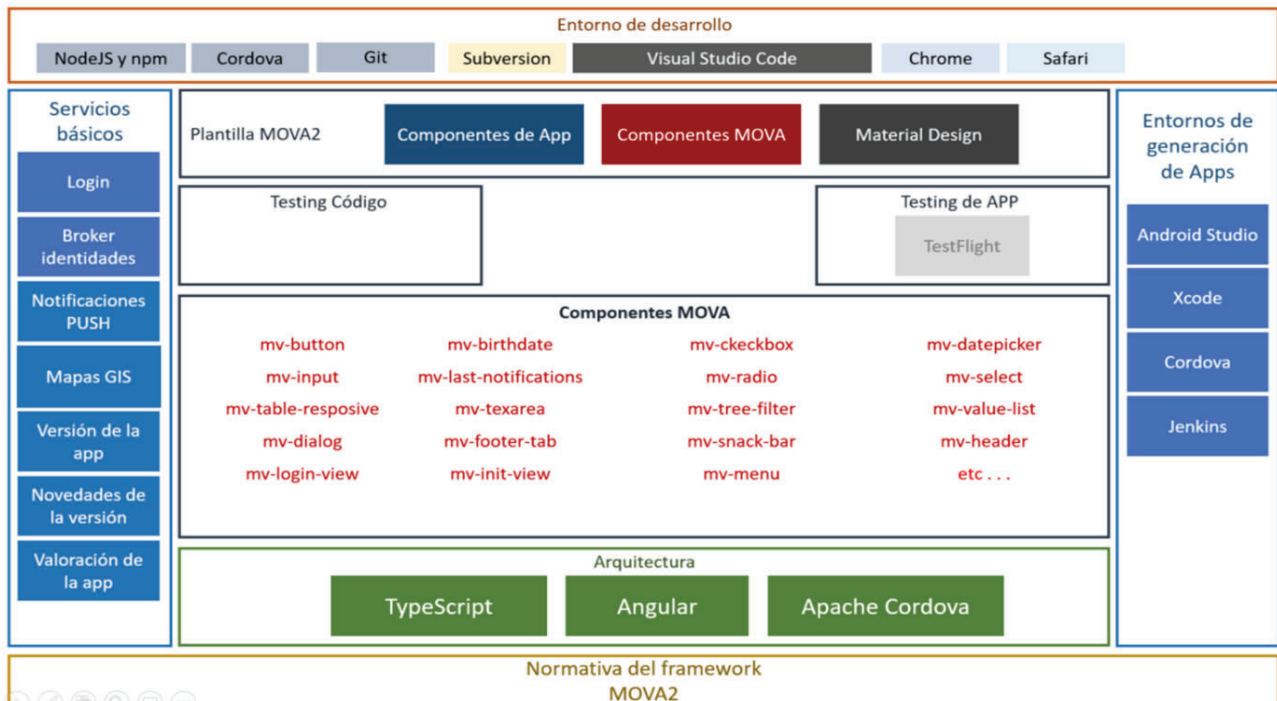 Entorno de desarrollo
NodeJS y npm
Cordova
Git
Subversion
Visual Studio Code
Chrome
Safari
Servicios
básicos
Login
Broker
identidades
Notificaciones
PUSH
Mapas GIS
Versión de la
app
Novedades de
la versión
Valoración de
la app
Plantilla MOVA2
Componentes de App
Componentes MOVA
Material Design
Testing Código
Testing de APP
TestFlight
Componentes MOVA
mv-button
mv-birthdate
mv-ckeckbox
mv-datepicker
mv-input
mv-last-notifications
mv-radio
mv-select
mv-table-resposive
mv-texarea
mv-tree-filter
mv-value-list
mv-dialog
mv-footer-tab
mv-snack-bar
mv-header
mv-login-view
mv-init-view
mv-menu
etc . . .
Arquitectura
TypeScript
Angular
Apache Cordova
Entornos de
generación
de Apps
Android Studio
Xcode
Cordova
Jenkins
Normativa del framework
MOVA2